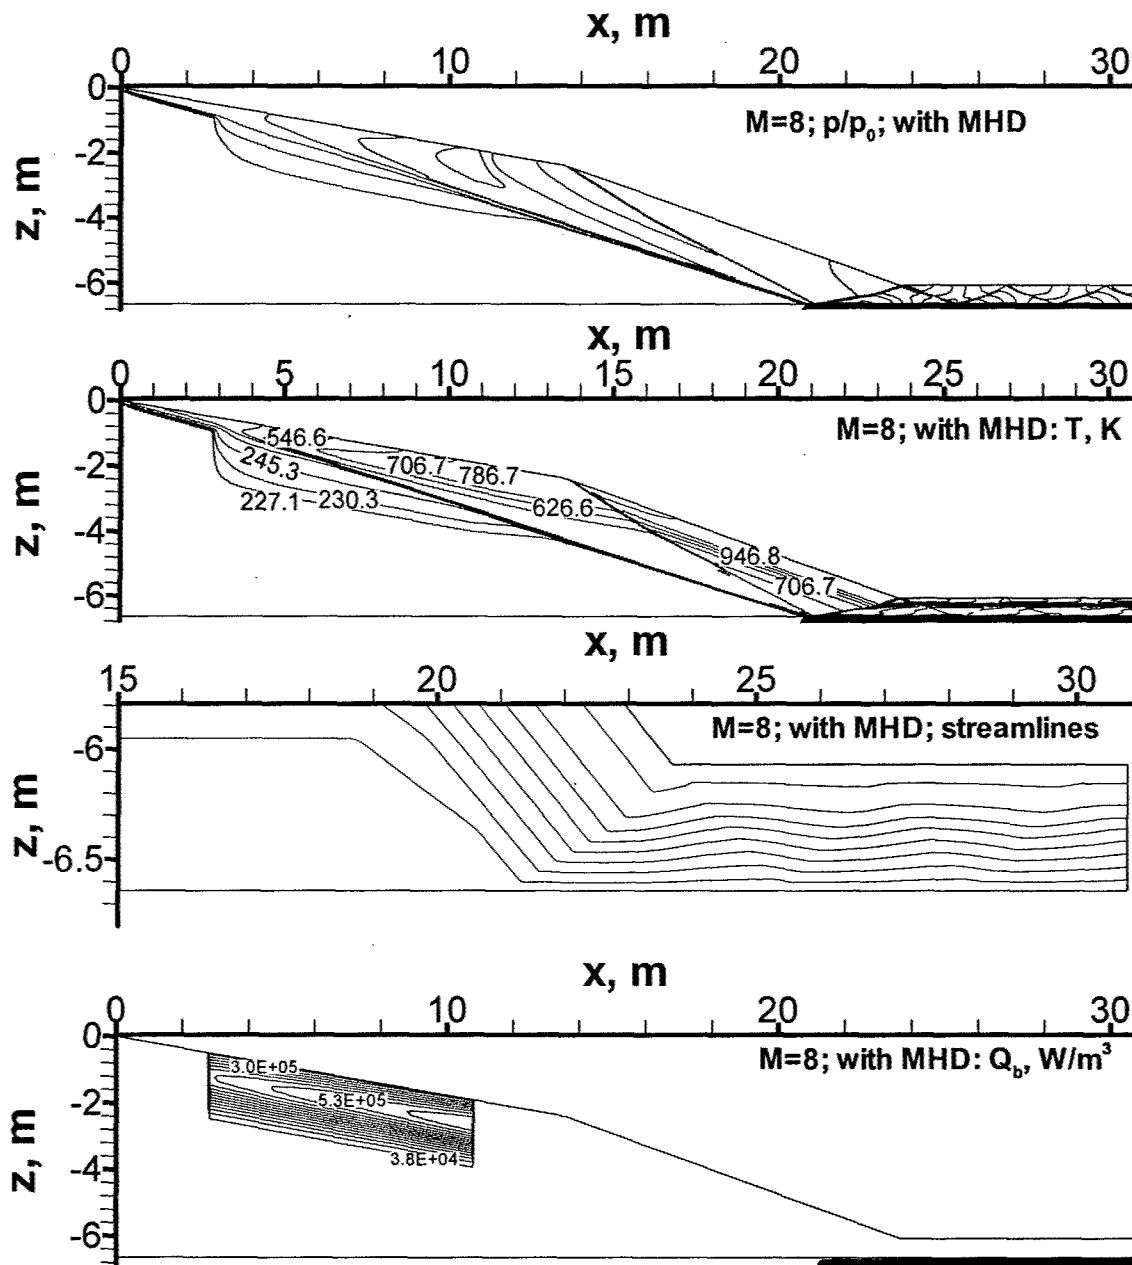 x, m
0 10 20 30
0
-2
-4
-6
z, m
M=8; p/p0; with MHD
x, m
0 5 10 15 20 25 30
0
-2
-4
-6
z, m
M=8; with MHD: T, K
546.6
245.3
706.7
786.7
227.1
230.3
626.6
946.8
706.7
x, m
15 20 25 30
-6
-6.5
z, m
M=8; with MHD; streamlines
x, m
0 10 20 30
0
-2
-4
-6
z, m
M=8; with MHD: Qb, W/m³
3.0E+05
5.3E+05
3.8E+04